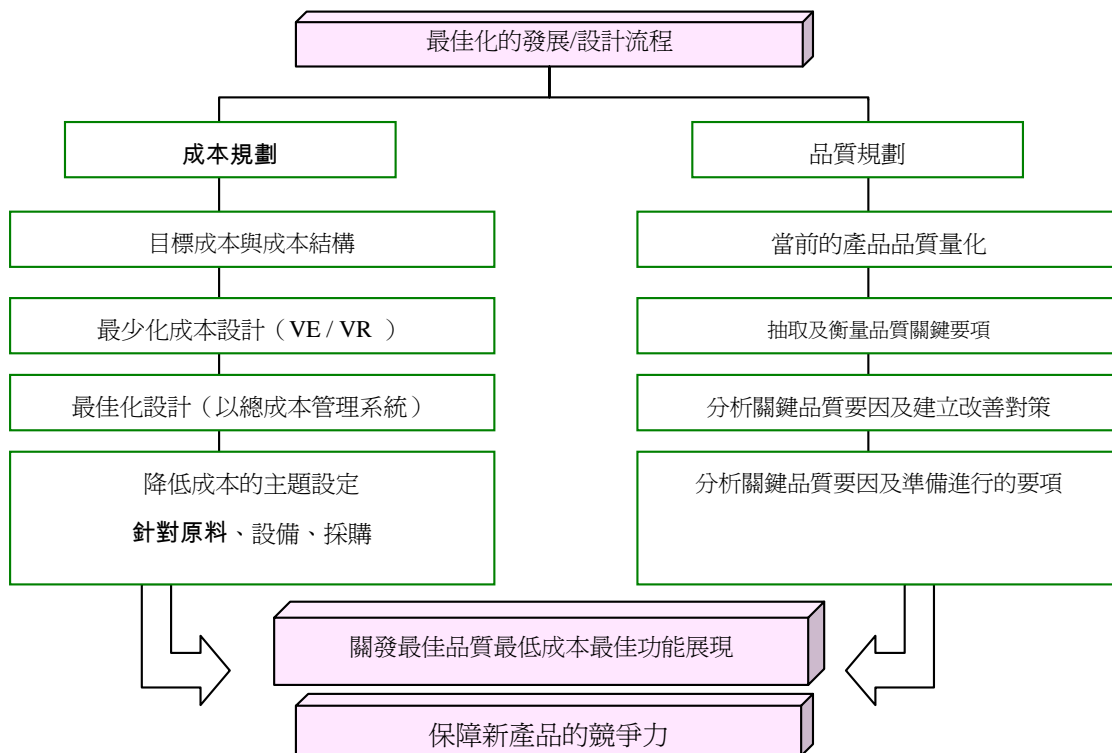 最佳化的發展/設計流程
成本規劃
目標成本與成本結構
最少化成本設計（VE / VR ）
最佳化設計（以總成本管理系統）
降低成本的主題設定
針對原料、設備、採購
品質規劃
當前的產品品質量化
抽取及衡量品質關鍵要項
分析關鍵品質要因及建立改善對策
分析關鍵品質要因及準備進行的要項
關發最佳品質最低成本最佳功能展現
保障新產品的競爭力